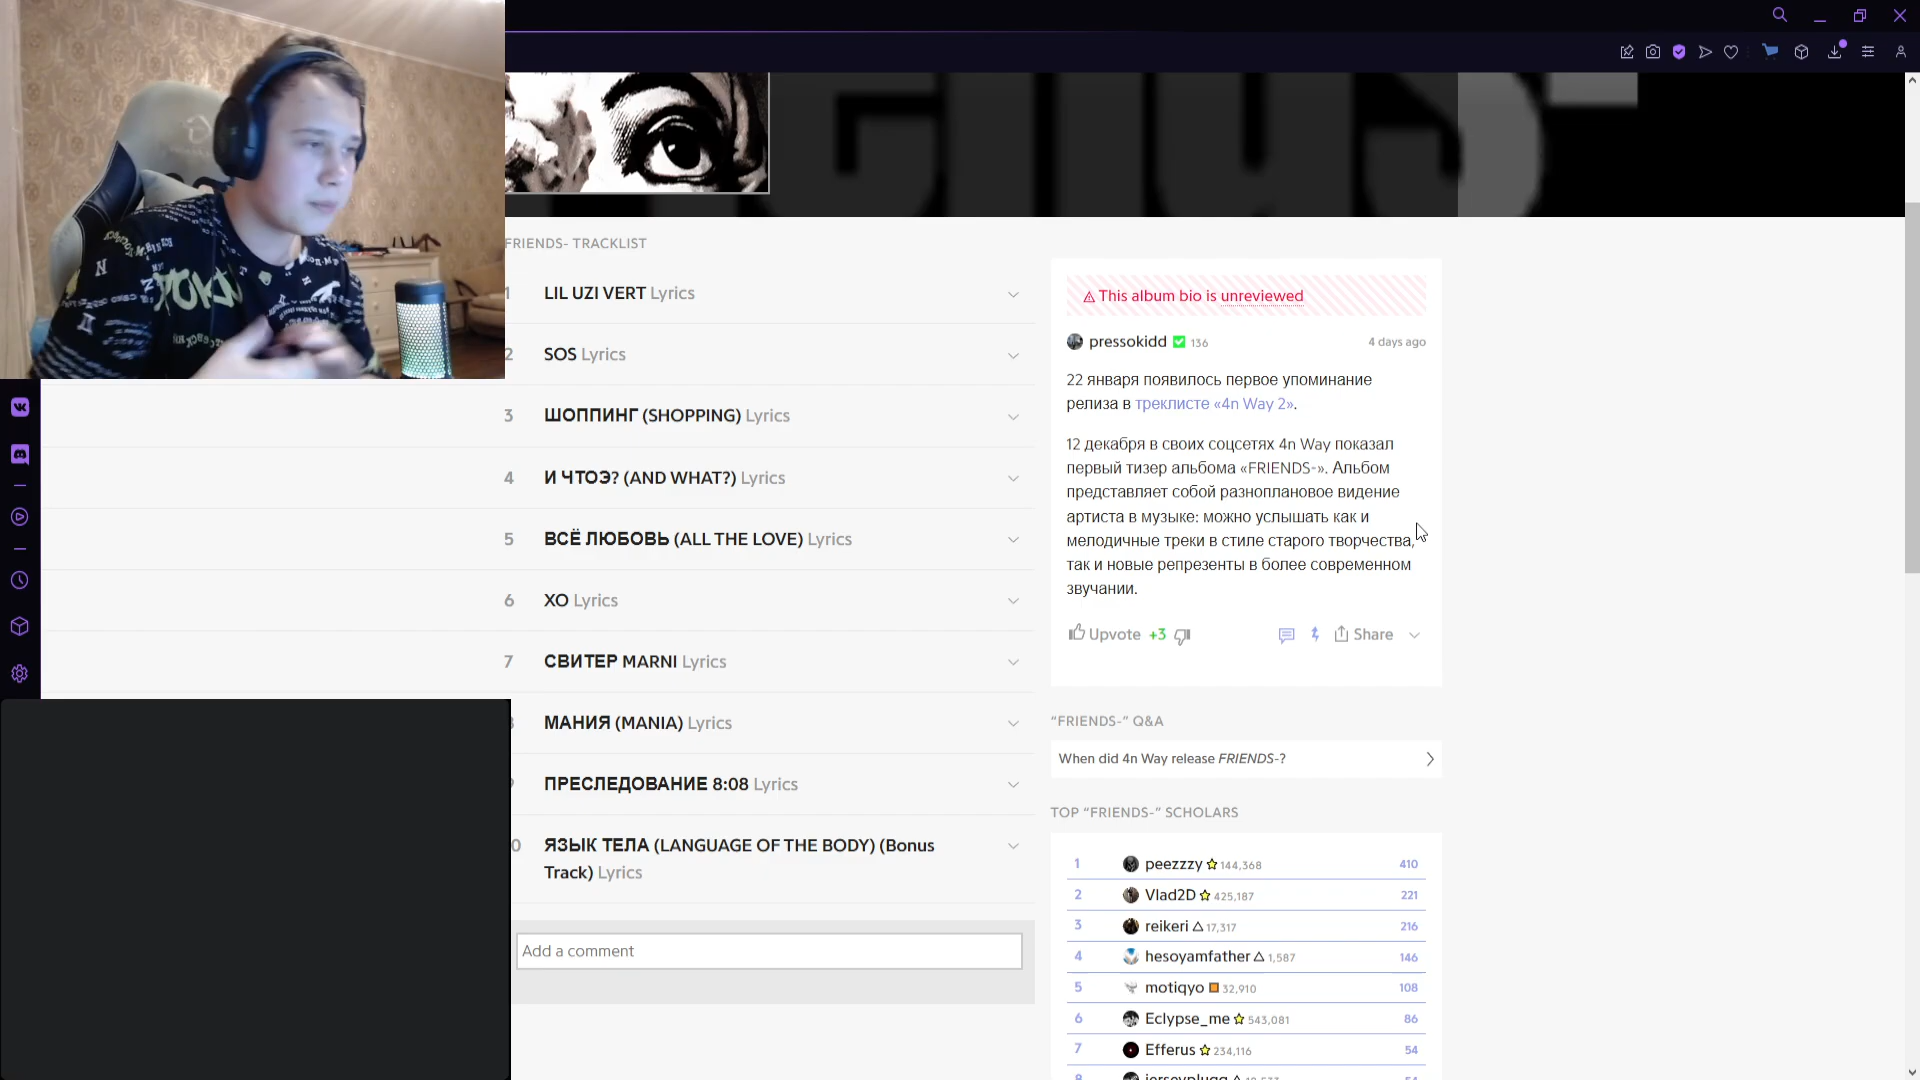 FRIENDS- TRACKLIST
1 LIL UZI VERT Lyrics
2 SOS Lyrics
3 ШОППИНГ (SHOPPING) Lyrics
4 И ЧТОЭ? (AND WHAT?) Lyrics
5 ВСЁ ЛЮБОВЬ (ALL THE LOVE) Lyrics
6 XO Lyrics
7 СВИТЕР MARNI Lyrics
МАНИЯ (MANIA) Lyrics
ПРЕСЛЕДОВАНИЕ 8:08 Lyrics
0 ЯЗЫК ТЕЛА (LANGUAGE OF THE BODY) (Bonus
Track) Lyrics
Add a comment
This album bio is unreviewed
pressokidd 136 4 days ago
22 января появилось первое упоминание
релиза в треклисте «4n Way 2».
12 декабря в своих соцсетях 4n Way показал
первый тизер альбома «FRIENDS-». Альбом
представляет собой разноплановое видение
артиста в музыке: можно услышать как и
мелодичные треки в стиле старого творчества,
так и новые репрезенты в более современном
звучании.
Upvote +3 Share
“FRIENDS-” Q&A
When did 4n Way release FRIENDS-?
TOP “FRIENDS-” SCHOLARS
1 peezzzy 144,368 410
2 Vlad2D 425,187 221
3 reikeri 17,317 216
4 hesoyamfather 1,587 146
5 motiqyo 32,910 108
6 Eclypse_me 543,081 86
7 Efferus 234,116 54